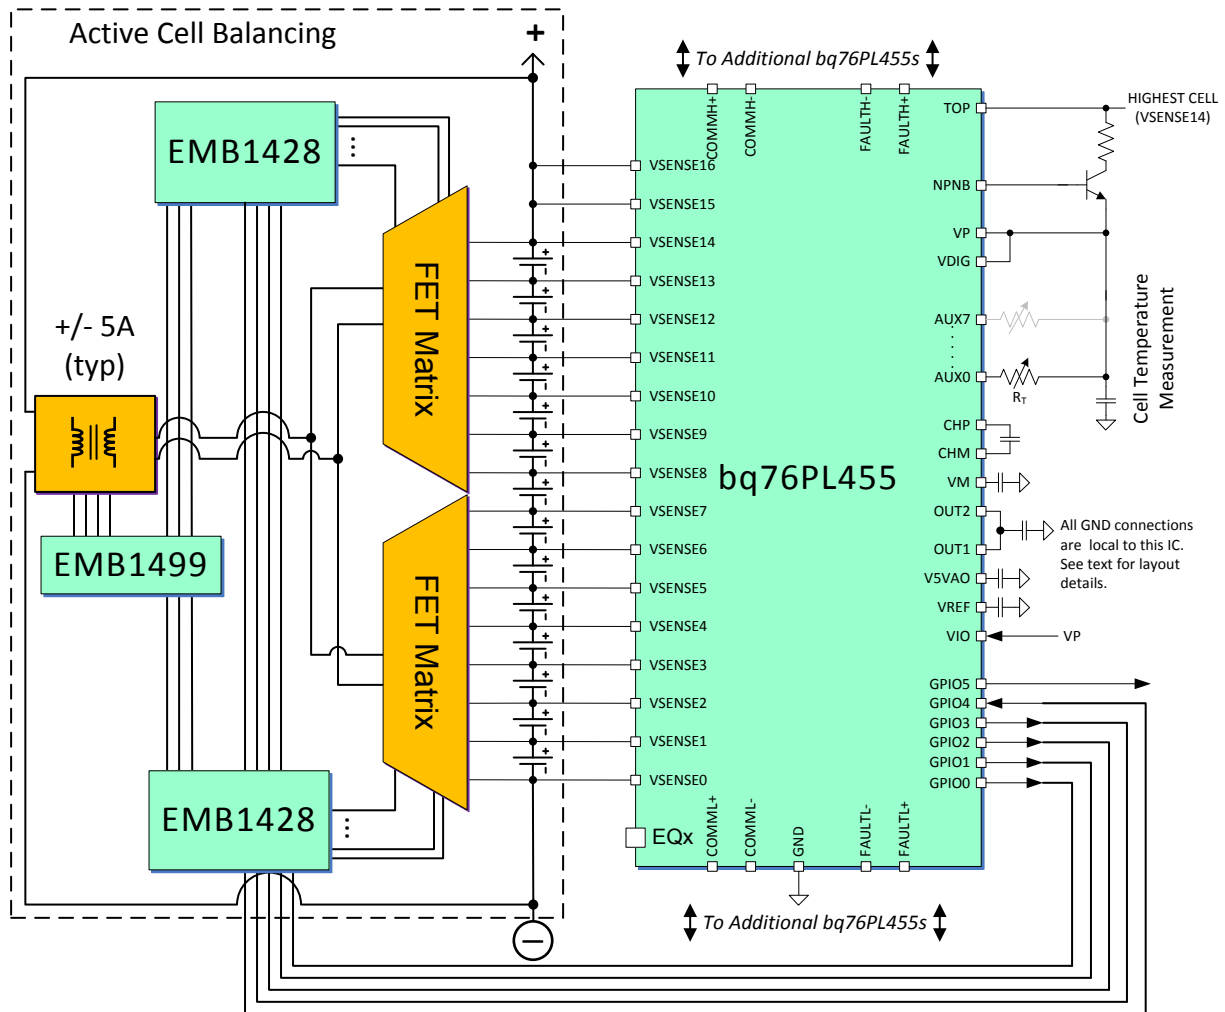 Active Cell Balancing
+
To Additional bq76PL455s
EMB1428
FET Matrix
+/- 5A
(typ)
EMB1499
FET Matrix
EMB1428
COMMH+
COMMH-
FAULTH-
FAULTH+
VSENSE16
VSENSE15
VSENSE14
VSENSE13
VSENSE12
VSENSE11
VSENSE10
VSENSE9
VSENSE8
VSENSE7
VSENSE6
VSENSE5
VSENSE4
VSENSE3
VSENSE2
VSENSE1
VSENSE0
EQx
bq76PL455
TOP
NPNB
VP
VDIG
AUX7
AUX0
CHP
CHM
VM
OUT2
OUT1
V5VAO
VREF
VIO
GPIO5
GPIO4
GPIO3
GPIO2
GPIO1
GPIO0
COMML+
COMML-
GND
FAULTL-
FAULTL+
HIGHEST CELL
(VSENSE14)
RT
Cell Temperature
Measurement
All GND connections
are local to this IC.
See text for layout
details.
VP
To Additional bq76PL455s